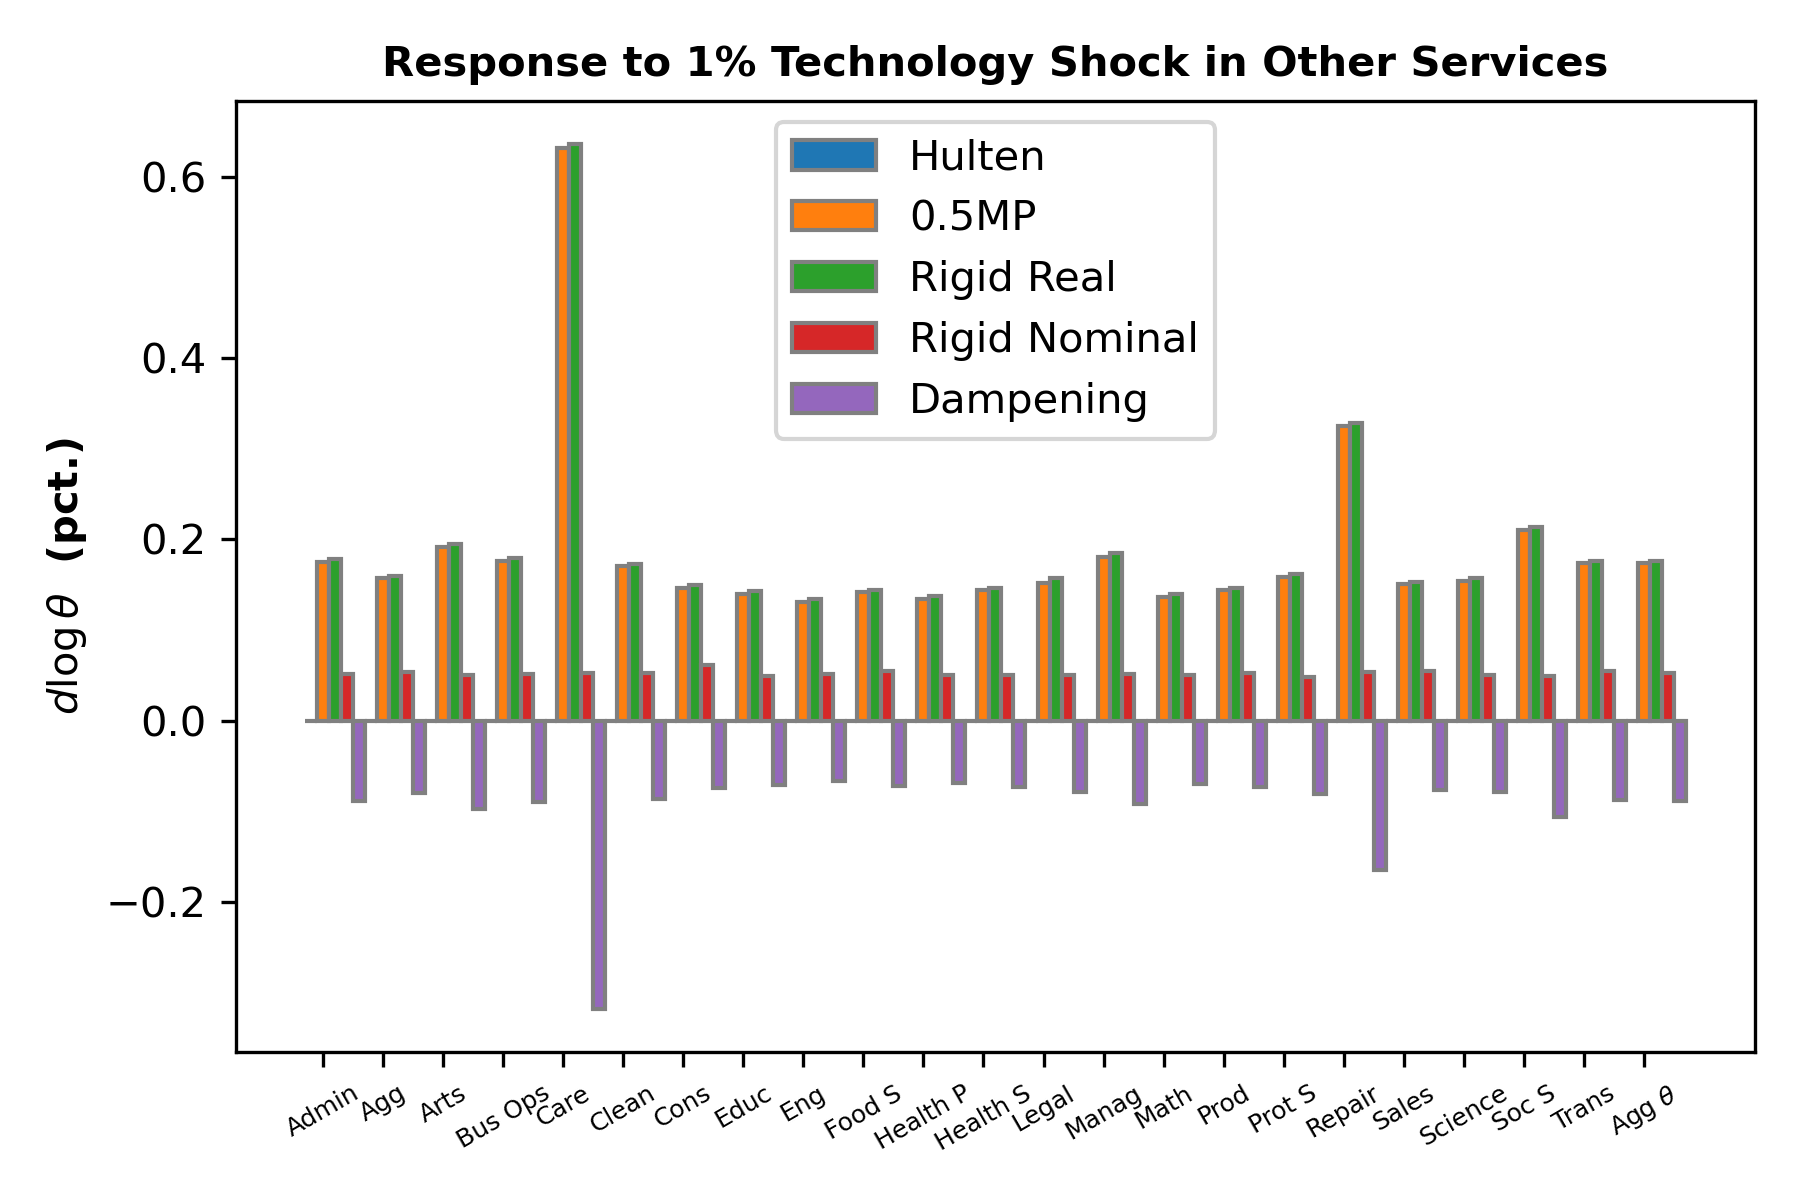 Response to 1% Technology Shock in Other Services
Hulten
0.5MP
Rigid Real
Rigid Nominal
Dampening
d log θ (pct.)
0.6
0.4
0.2
0.0
−0.2
Admin
Agg
Arts
Bus Ops
Care
Clean
Cons
Educ
Eng
Food S
Health P
Health S
Legal
Manag
Math
Prod
Prot S
Repair
Sales
Science
Soc S
Trans
Agg θ